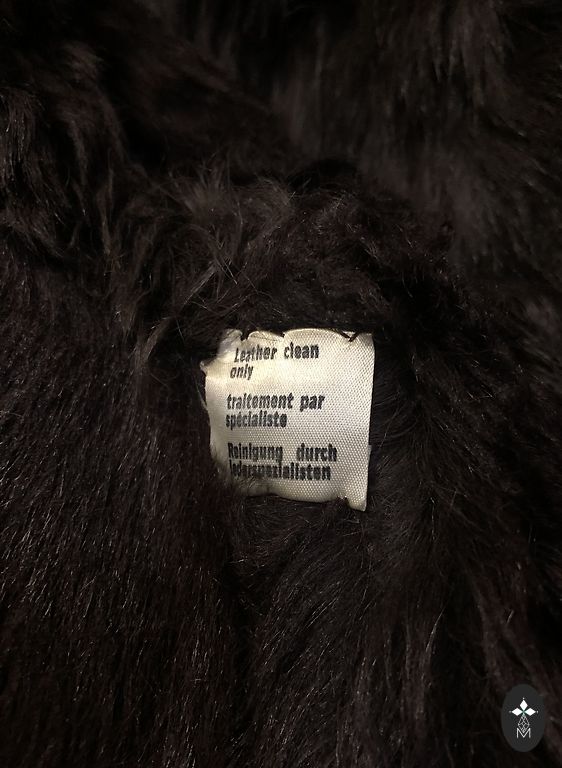 Leather clean
only
traitement par
spécialiste
Reinigung durch
lederspezialisten
M